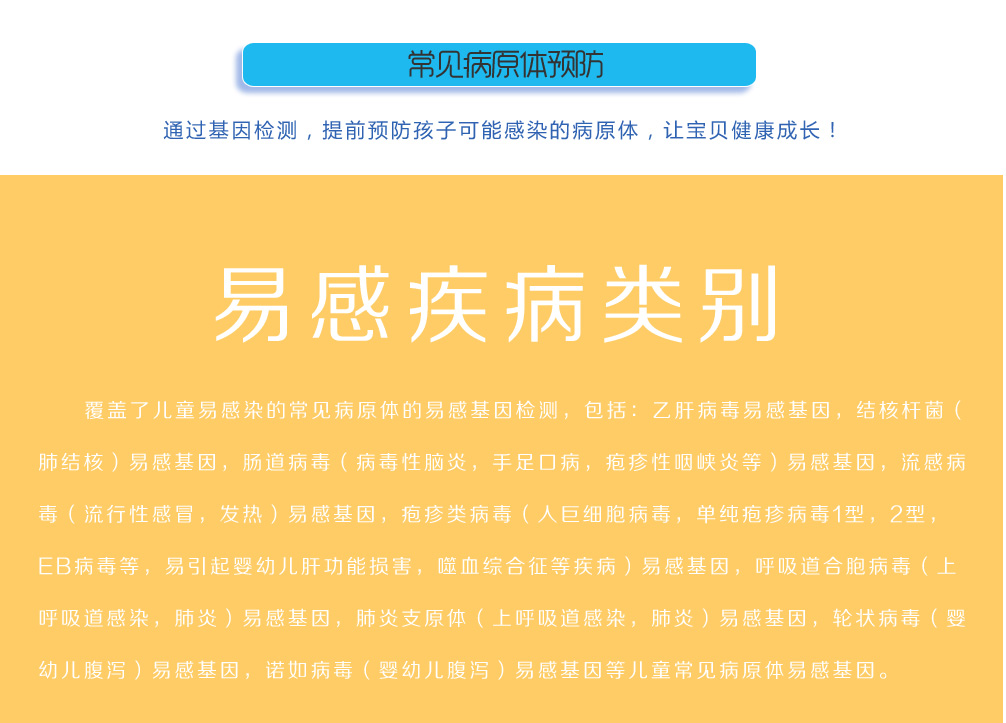 常见病原体预防
通过基因检测，提前预防孩子可能感染的病原体，让宝贝健康成长！
易感疾病类别
覆盖了儿童易感染的常见病原体的易感基因检测，包括：乙肝病毒易感基因，结核杆菌（
肺结核）易感基因，肠道病毒（病毒性脑炎，手足口病，疱疹性咽峡炎等）易感基因，流感病
毒（流行性感冒，发热）易感基因，疱疹类病毒（人巨细胞病毒，单纯疱疹病毒1型，2型，
EB病毒等，易引起婴幼儿肝功能损害，噬血综合征等疾病）易感基因，呼吸道合胞病毒（上
呼吸道感染，肺炎）易感基因，肺炎支原体（上呼吸道感染，肺炎）易感基因，轮状病毒（婴
幼儿腹泻）易感基因，诺如病毒（婴幼儿腹泻）易感基因等儿童常见病原体易感基因。